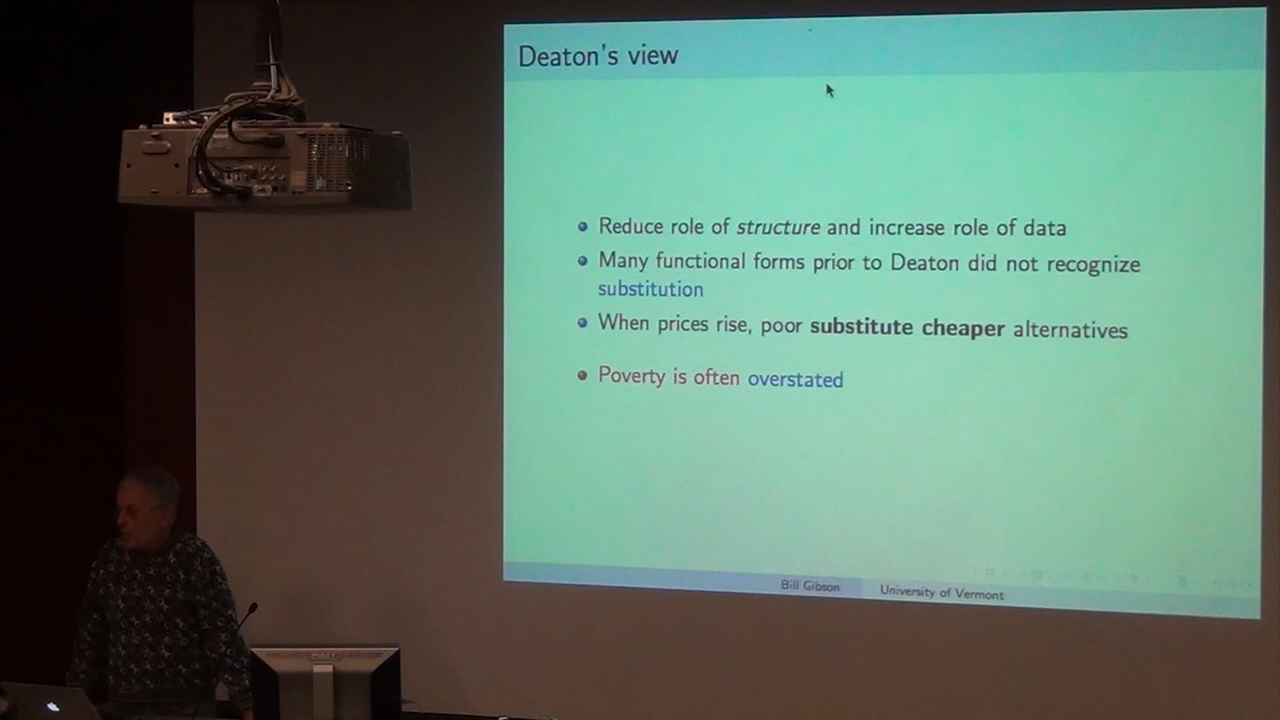 Deaton's view
Reduce role of structure and increase role of data
Many functional forms prior to Deaton did not recognize
substitution
When prices rise, poor substitute cheaper alternatives
Poverty is often overstated
Bill Gibson University of Vermont